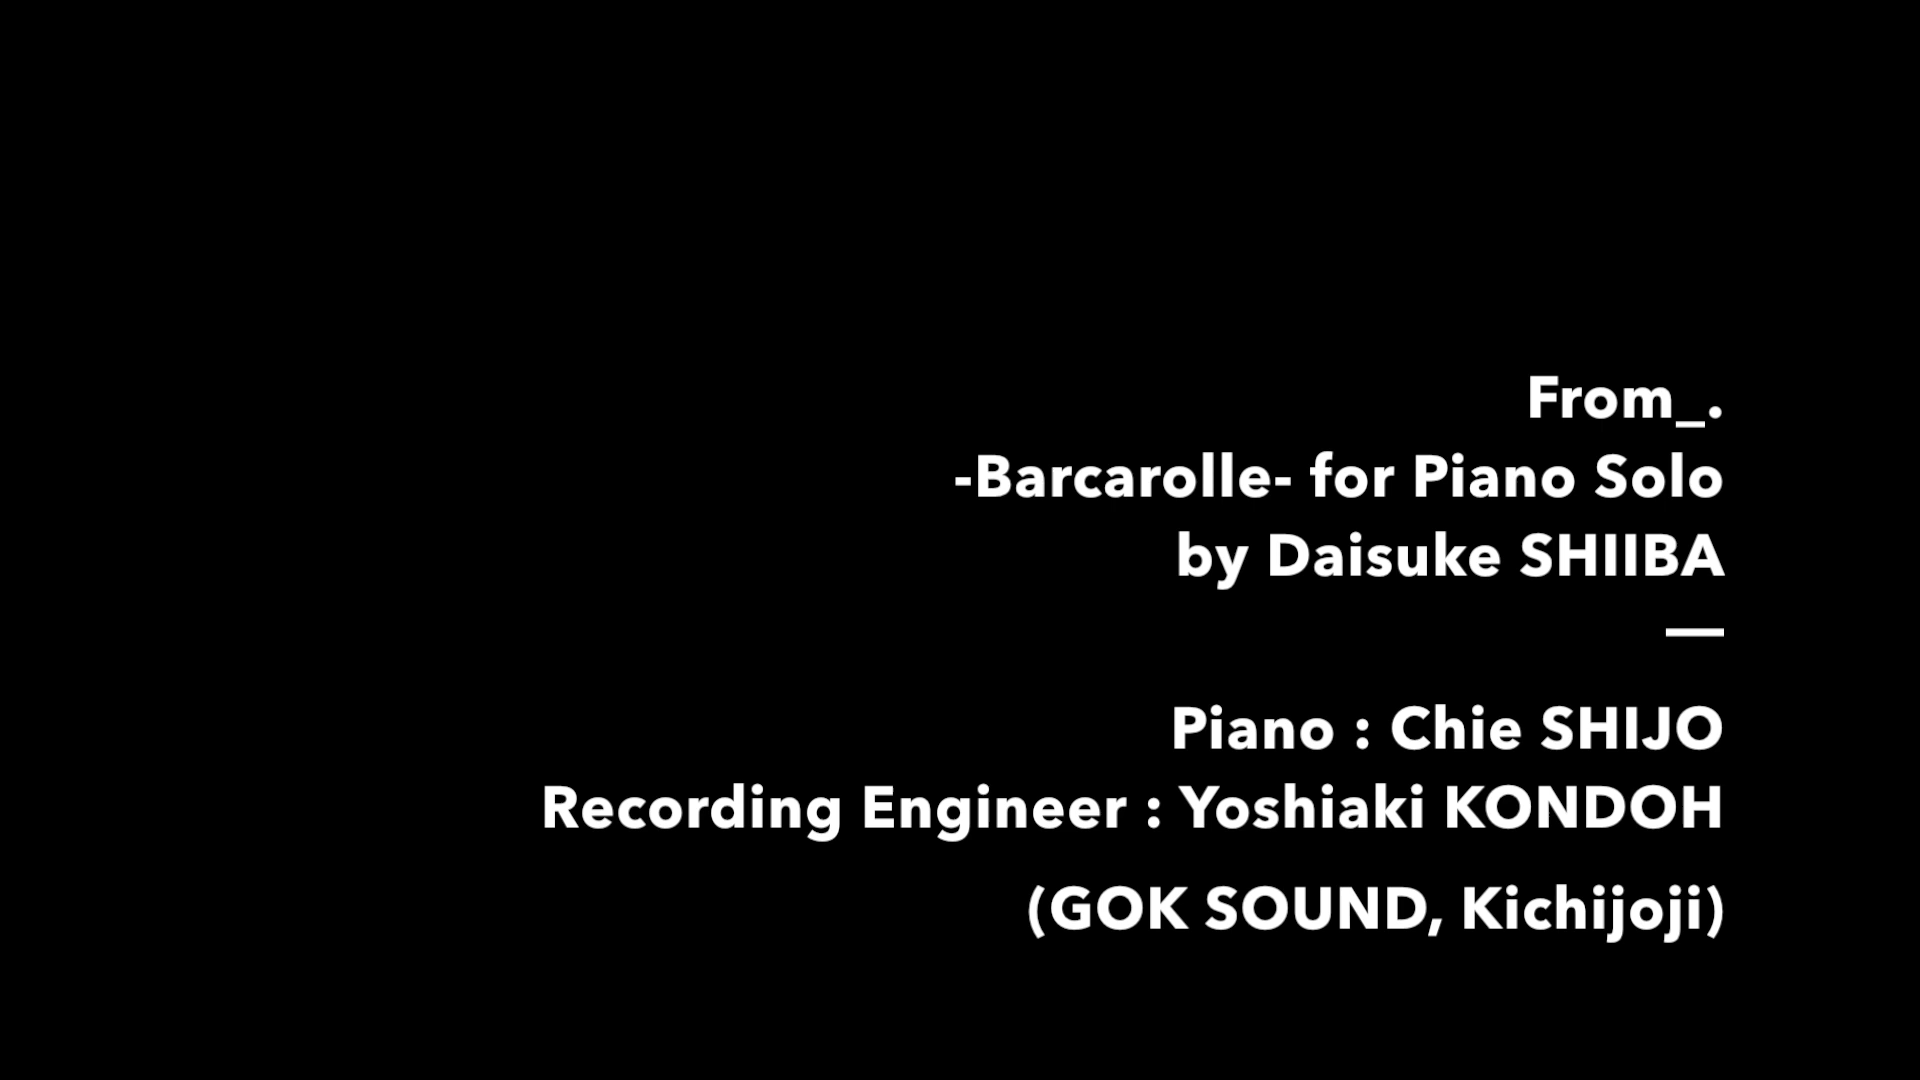 From_.
-Barcarolle- for Piano Solo
by Daisuke SHIIBA
—
Piano : Chie SHIJO
Recording Engineer : Yoshiaki KONDOH
(GOK SOUND, Kichijoji)